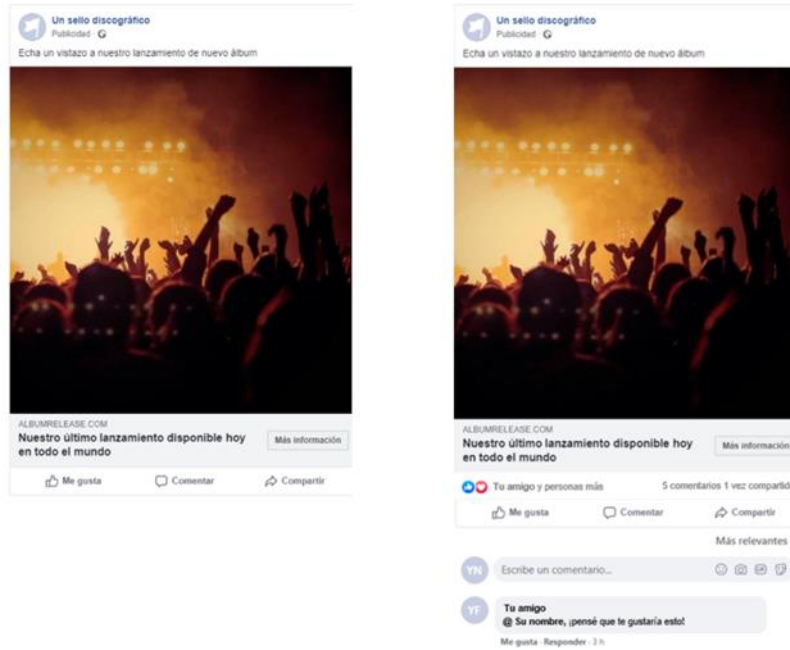 Un sello discográfico
Publicidad
Echa un vistazo a nuestro lanzamiento de nuevo álbum
ALBUMRELEASE.COM
Nuestro último lanzamiento disponible hoy
en todo el mundo
Más información
Me gusta Comentar Compartir
Un sello discográfico
Publicidad
Echa un vistazo a nuestro lanzamiento de nuevo álbum
ALBUMRELEASE.COM
Nuestro último lanzamiento disponible hoy
en todo el mundo
Más información
Tu amigo y personas más 5 comentarios 1 vez compartid
Me gusta Comentar Compartir
Más relevantes
YN Escribe un comentario... GIF
YF
Tu amigo
@ Su nombre, ¡pensé que te gustaría esto!
Me gusta · Responder · 3 h